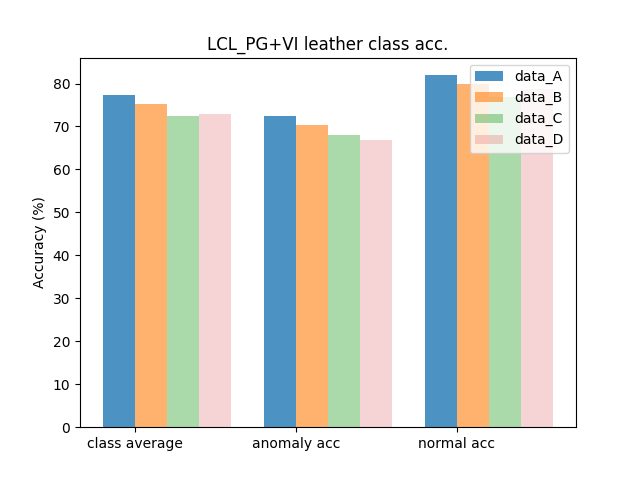 LCL_PG+VI leather class acc.
data_A
data_B
data_C
data_D
Accuracy (%)
80
70
60
50
40
30
20
10
0
class average
anomaly acc
normal acc